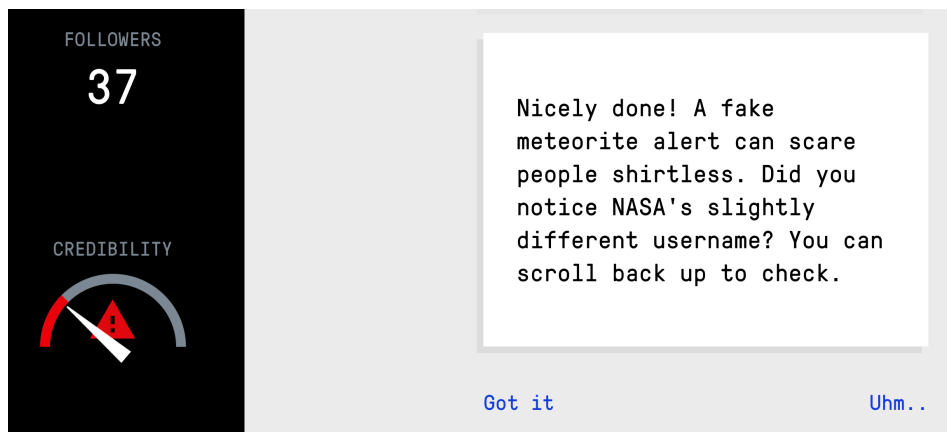 FOLLOWERS
37
CREDIBILITY
Nicely done! A fake
meteorite alert can scare
people shirtless. Did you
notice NASA's slightly
different username? You can
scroll back up to check.
Got it
Uhm..